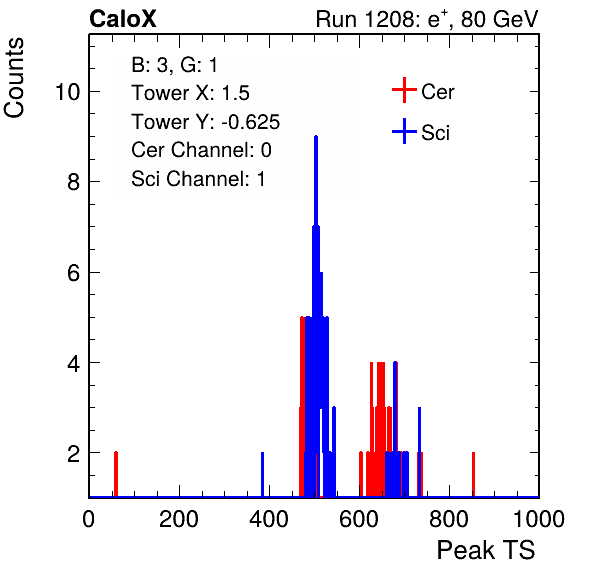 CaloX Run 1208: e+, 80 GeV
Counts
B: 3, G: 1
Tower X: 1.5
Tower Y: -0.625
Cer Channel: 0
Sci Channel: 1
Cer
Sci
10
8
6
4
2
0 200 400 600 800 1000
Peak TS